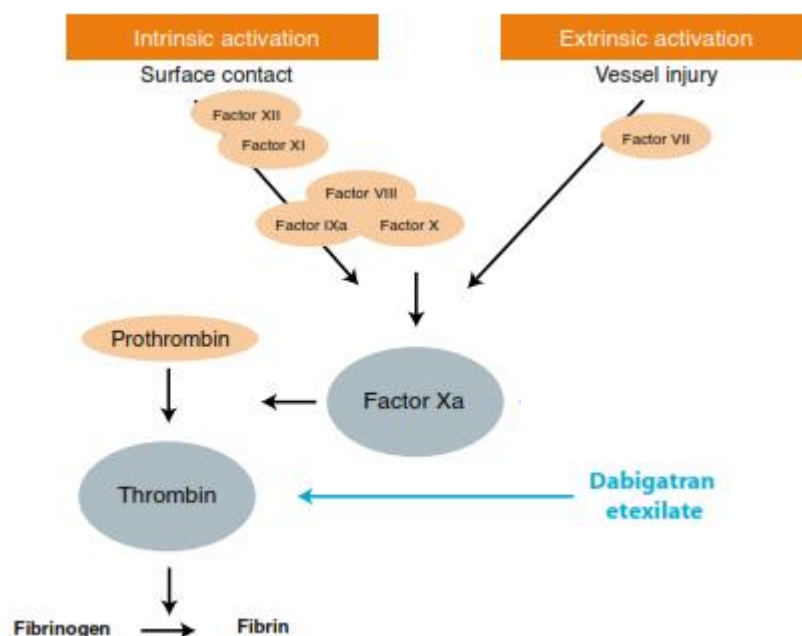 Intrinsic activation
Extrinsic activation
Surface contact
Vessel injury
Factor XII
Factor XI
Factor VII
Factor VIII
Factor IXa
Factor X
Prothrombin
Factor Xa
Thrombin
Dabigatran
etexilate
Fibrinogen
Fibrin